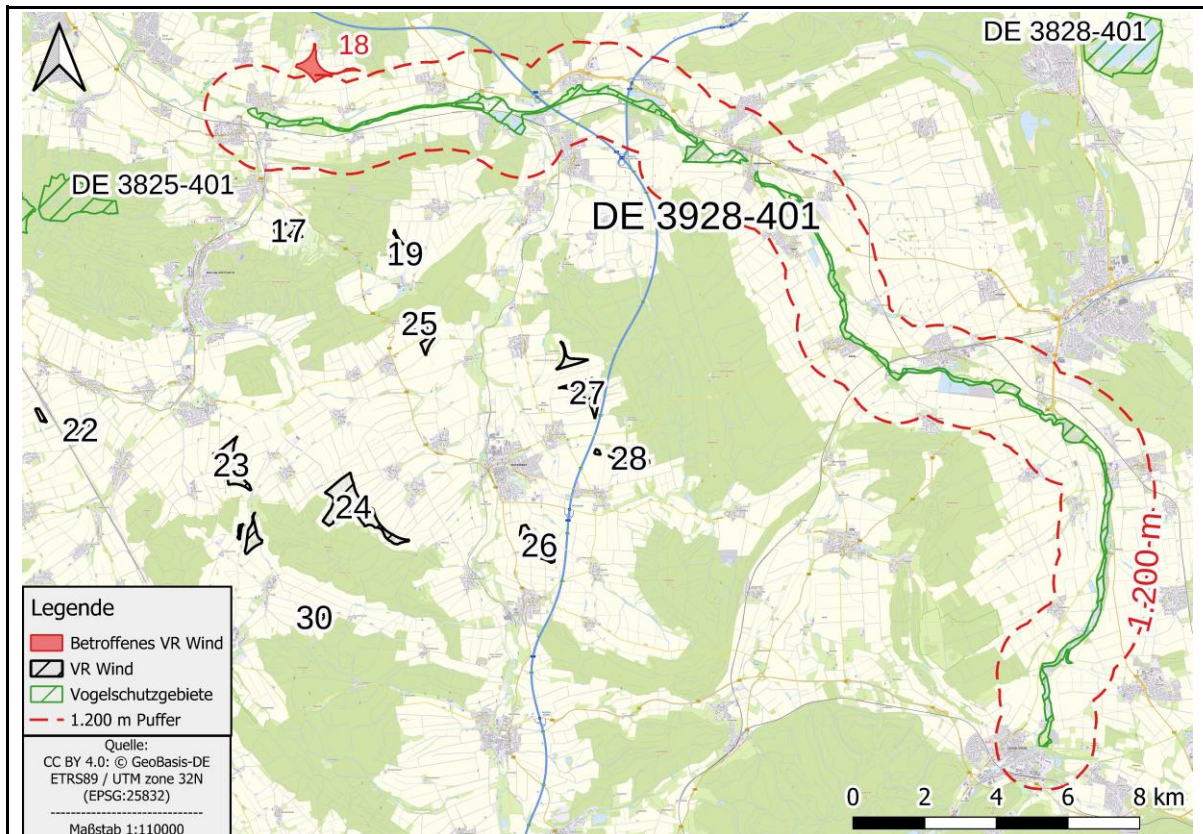 18
DE 3828-401
DE 3825-401
DE 3928-401
17
19
25
27
22
23
28
24
26
30
1.200 m
Legende
Betroffenes VR Wind
VR Wind
Vogelschutzgebiete
1.200 m Puffer
Quelle:
CC BY 4.0: © GeoBasis-DE
ETRS89 / UTM zone 32N
(EPSG:25832)
Maßstab 1:110000
0 2 4 6 8 km